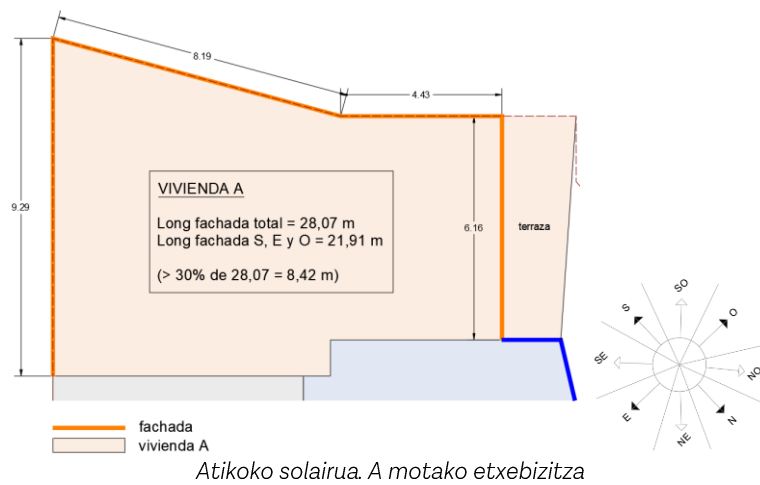 8.19
4.43
9.29
VIVIENDA A
Long fachada total = 28,07 m
Long fachada S, E y O = 21,91 m
(> 30% de 28,07 = 8,42 m)
6.16
terraza
SO
S
O
SE
NO
E
N
NE
fachada
vivienda A
Atikoko solairua. A motako etxebizitza